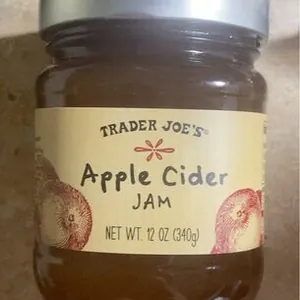 TRADER JOE'S®
Apple Cider
JAM
NET WT. 12 OZ (340g)